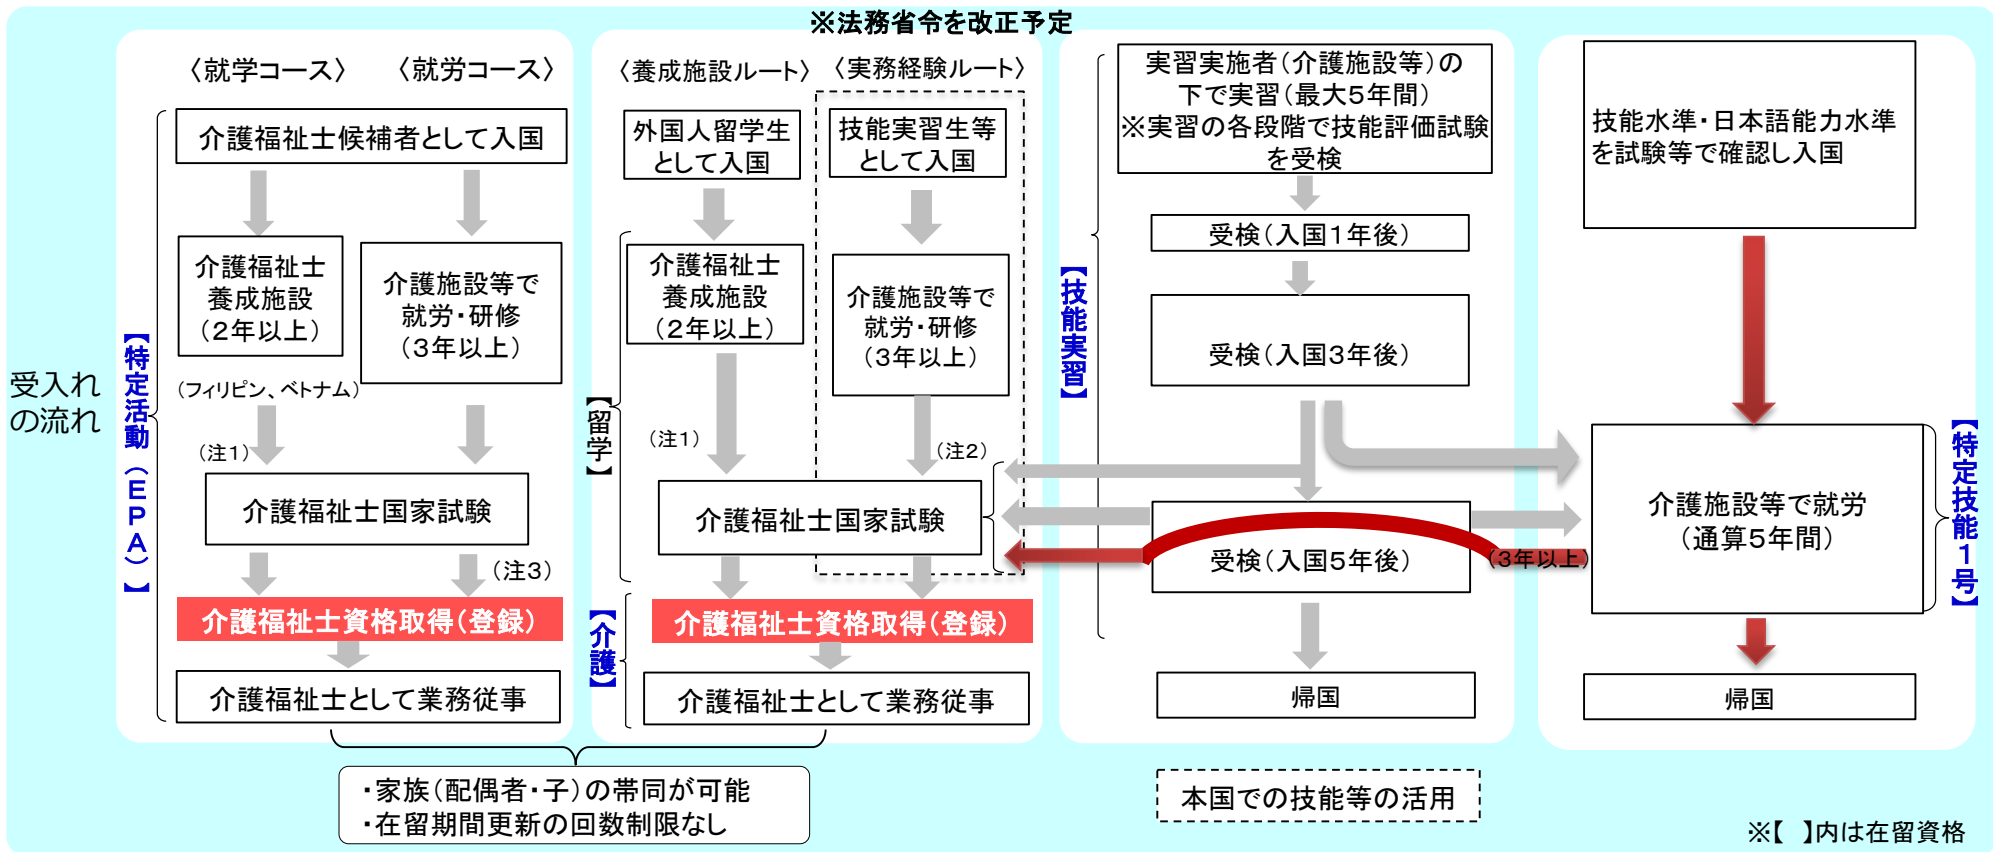 ※法務省令を改正予定
受入れ
の流れ
【特定活動（ＥＰＡ）】
〈就学コース〉
〈就労コース〉
介護福祉士候補者として入国
介護福祉士
養成施設
（２年以上）
（フィリピン、ベトナム）
介護施設等で
就労・研修
（３年以上）
（注１）
介護福祉士国家試験
（注３）
介護福祉士資格取得（登録）
介護福祉士として業務従事
〈養成施設ルート〉
〈実務経験ルート〉
外国人留学生
として入国
技能実習生等
として入国
【留学】
介護福祉士
養成施設
（２年以上）
介護施設等で
就労・研修
（３年以上）
（注１）
（注２）
介護福祉士国家試験
【介護】
介護福祉士資格取得（登録）
介護福祉士として業務従事
・家族（配偶者・子）の帯同が可能
・在留期間更新の回数制限なし
【技能実習】
実習実施者（介護施設等）の
下で実習（最大５年間）
※実習の各段階で技能評価試験
を受検
受検（入国１年後）
受検（入国３年後）
受検（入国５年後）
帰国
本国での技能等の活用
技能水準・日本語能力水準
を試験等で確認し入国
（３年以上）
介護施設等で就労
（通算５年間）
【特定技能１号】
帰国
※【　】内は在留資格